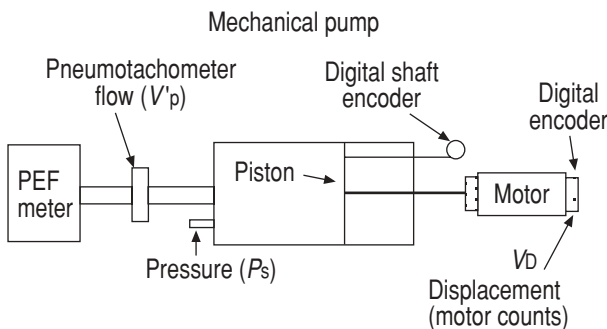 Mechanical pump
Pneumotachometer
flow (V'p)
Digital shaft
encoder
Digital
encoder
PEF
meter
Piston
Motor
Pressure (Ps)
VD
Displacement
(motor counts)